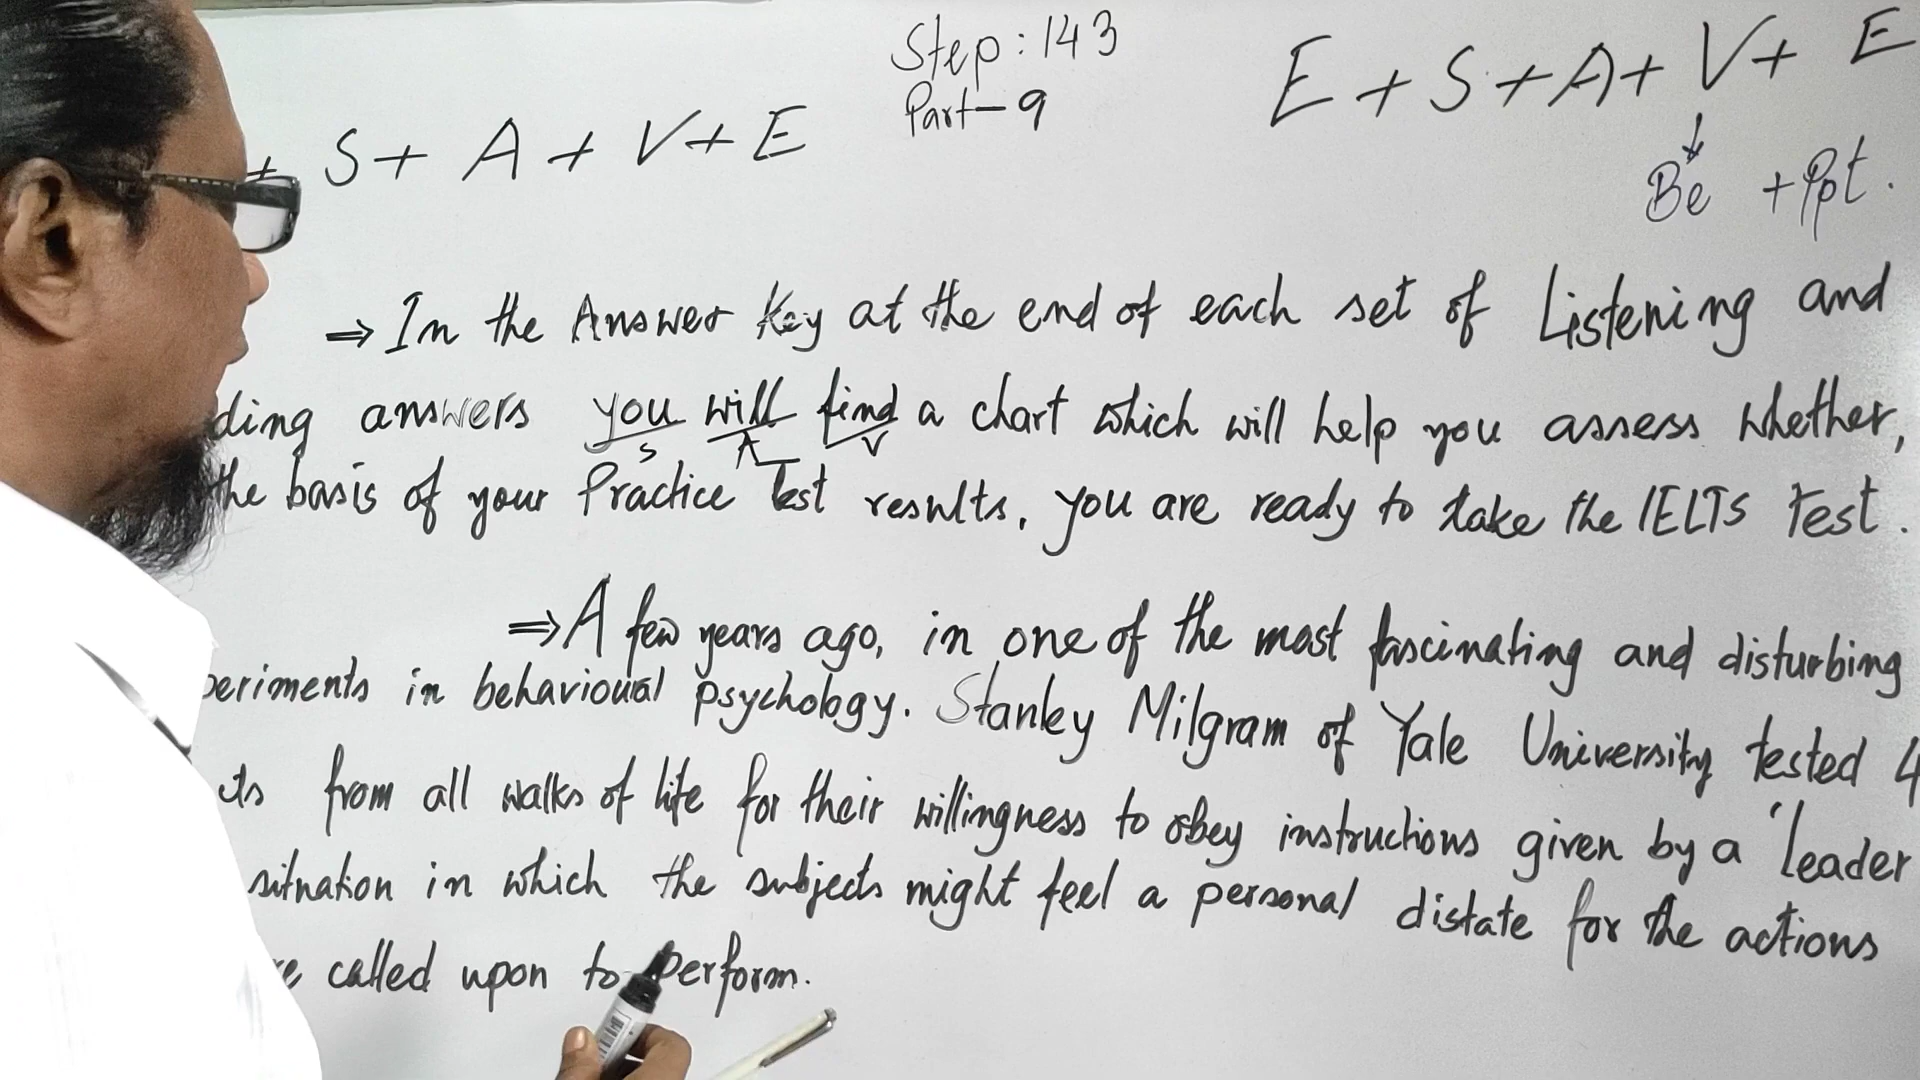 Step: 143
Part-9
+ S + A + V + E
E + S + A + V + E
Be + Ppt.
⇒ In the Answer Key at the end of each set of Listening and
ding answers you will find a chart which will help you assess whether,
S A V
the basis of your Practice Test results, you are ready to take the IELTS Test.
⇒ A few years ago, in one of the most fascinating and disturbing
periments in behavioural psychology. Stanley Milgram of Yale University tested 4
cts from all walks of life for their willingness to obey instructions given by a 'leader
situation in which the subjects might feel a personal distate for the actions
re called upon to perform.